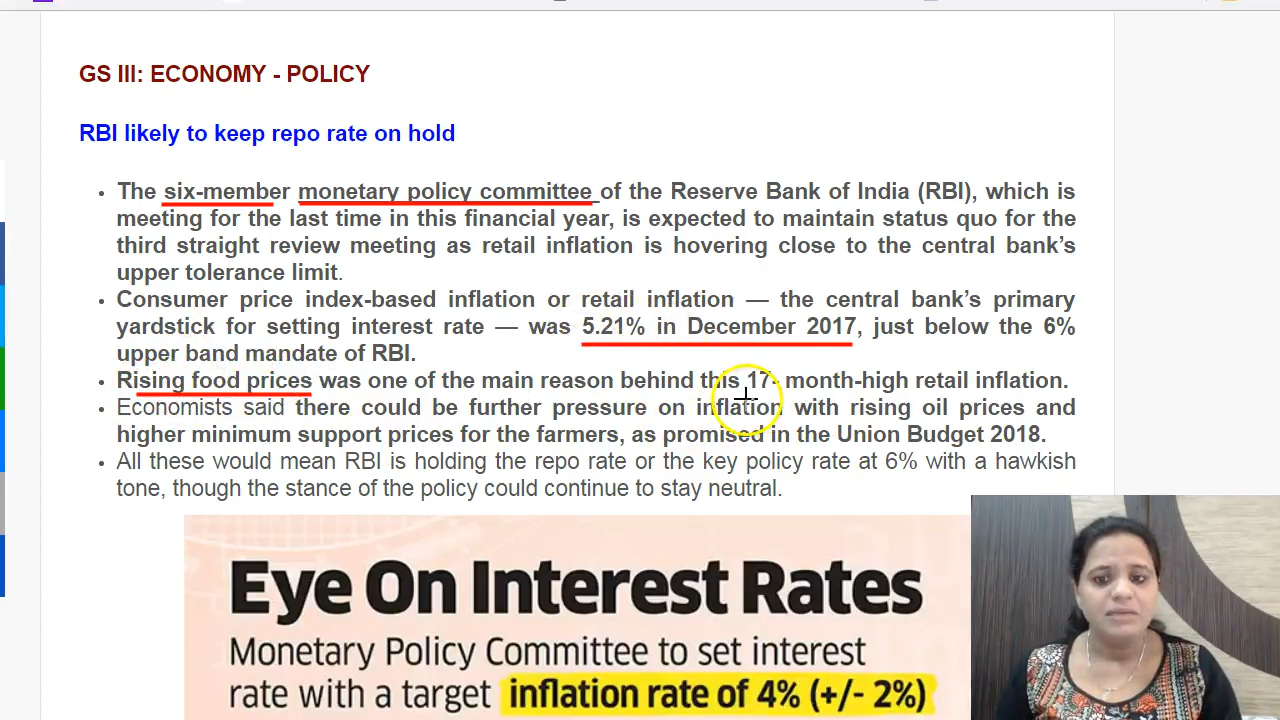 GS III: ECONOMY - POLICY
RBI likely to keep repo rate on hold
• The six-member monetary policy committee of the Reserve Bank of India (RBI), which is
meeting for the last time in this financial year, is expected to maintain status quo for the
third straight review meeting as retail inflation is hovering close to the central bank’s
upper tolerance limit.
• Consumer price index-based inflation or retail inflation — the central bank’s primary
yardstick for setting interest rate — was 5.21% in December 2017, just below the 6%
upper band mandate of RBI.
• Rising food prices was one of the main reason behind this 17- month-high retail inflation.
• Economists said there could be further pressure on inflation with rising oil prices and
higher minimum support prices for the farmers, as promised in the Union Budget 2018.
• All these would mean RBI is holding the repo rate or the key policy rate at 6% with a hawkish
tone, though the stance of the policy could continue to stay neutral.
Eye On Interest Rates
Monetary Policy Committee to set interest
rate with a target inflation rate of 4% (+/- 2%)